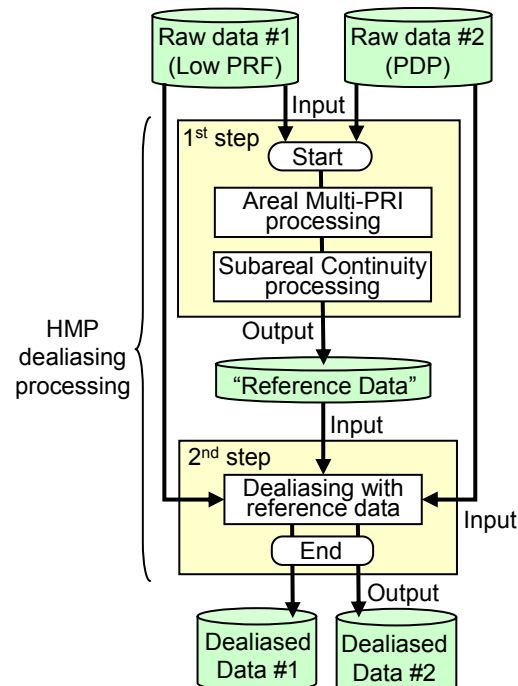 Raw data #1
(Low PRF)
Raw data #2
(PDP)
Input
1st step
Start
Areal Multi-PRI
processing
Subareal Continuity
processing
Output
HMP
dealiasing
processing
“Reference Data”
Input
2nd step
Dealiasing with
reference data
Input
End
Output
Dealiased
Data #1
Dealiased
Data #2